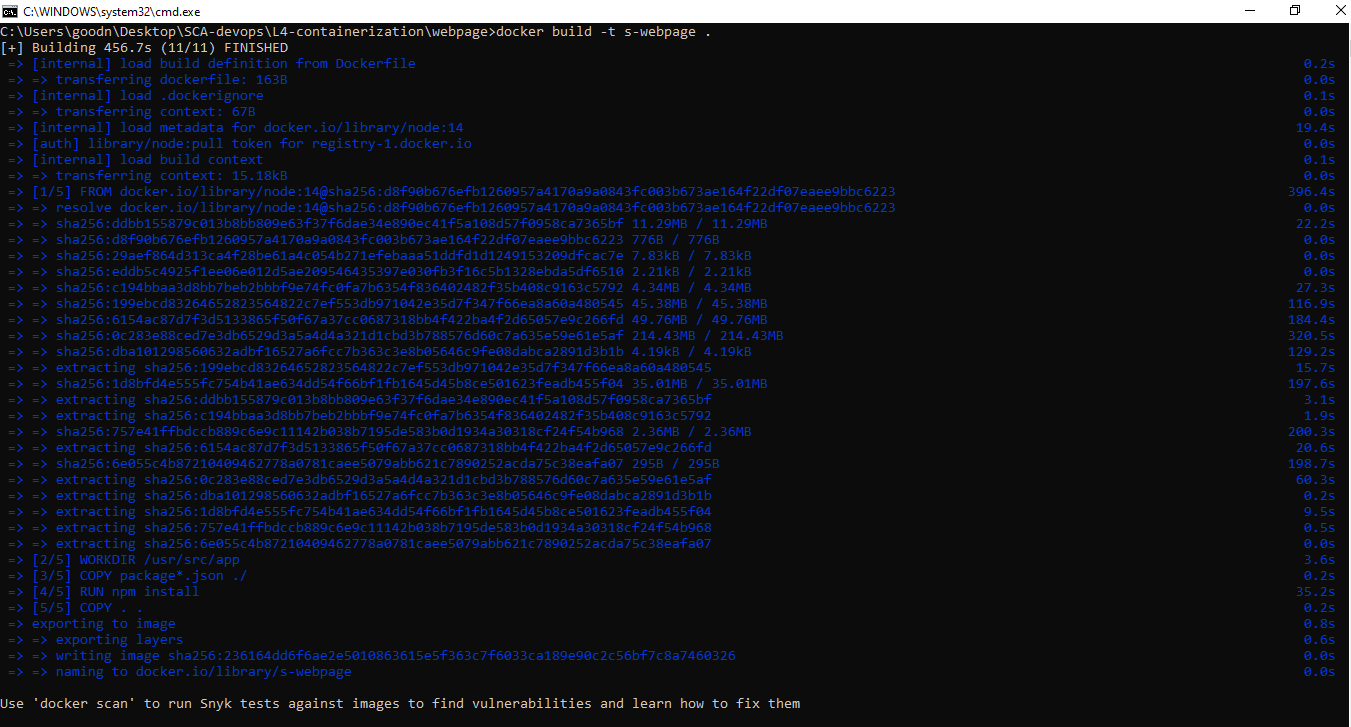 C:\WINDOWS\system32\cmd.exe
C:\Users\goodn\Desktop\SCA-devops\L4-containerization\webpage>docker build -t s-webpage .
[+] Building 456.7s (11/11) FINISHED
=> [internal] load build definition from Dockerfile 0.2s
=> => transferring dockerfile: 163B 0.0s
=> [internal] load .dockerignore 0.1s
=> => transferring context: 67B 0.0s
=> [internal] load metadata for docker.io/library/node:14 19.4s
=> [auth] library/node:pull token for registry-1.docker.io 0.0s
=> [internal] load build context 0.1s
=> => transferring context: 15.18kB 0.0s
=> [1/5] FROM docker.io/library/node:14@sha256:d8f90b676efb1260957a4170a9a0843fc003b673ae164f22df07eaee9bbc6223 396.4s
=> => resolve docker.io/library/node:14@sha256:d8f90b676efb1260957a4170a9a0843fc003b673ae164f22df07eaee9bbc6223 0.0s
=> => sha256:ddbb155879c013b8bb809e63f37f6dae34e890ec41f5a108d57f0958ca7365bf 11.29MB / 11.29MB 22.2s
=> => sha256:d8f90b676efb1260957a4170a9a0843fc003b673ae164f22df07eaee9bbc6223 776B / 776B 0.0s
=> => sha256:29aef864d313ca4f28be61a4c054b271efebaaa51ddfd1d1249153209dfcac7e 7.83kB / 7.83kB 0.0s
=> => sha256:eddb5c4925f1ee06e012d5ae209546435397e030fb3f16c5b1328ebda5df6510 2.21kB / 2.21kB 0.0s
=> => sha256:c194bbaa3d8bb7beb2bbbf9e74fc0fa7b6354f836402482f35b408c9163c5792 4.34MB / 4.34MB 27.3s
=> => sha256:199ebcd83264652823564822c7ef553db971042e35d7f347f66ea8a60a480545 45.38MB / 45.38MB 116.9s
=> => sha256:6154ac87d7f3d5133865f50f67a37cc0687318bb4f422ba4f2d65057e9c266fd 49.76MB / 49.76MB 184.4s
=> => sha256:0c283e88ced7e3db6529d3a5a4d4a321d1cbd3b788576d60c7a635e59e61e5af 214.43MB / 214.43MB 320.5s
=> => sha256:dba101298560632adbf16527a6fcc7b363c3e8b05646c9fe08dabca2891d3b1b 4.19kB / 4.19kB 129.2s
=> => extracting sha256:199ebcd83264652823564822c7ef553db971042e35d7f347f66ea8a60a480545 15.7s
=> => sha256:1d8bfd4e555fc754b41ae634dd54f66bf1fb1645d45b8ce501623feadb455f04 35.01MB / 35.01MB 197.6s
=> => extracting sha256:ddbb155879c013b8bb809e63f37f6dae34e890ec41f5a108d57f0958ca7365bf 3.1s
=> => extracting sha256:c194bbaa3d8bb7beb2bbbf9e74fc0fa7b6354f836402482f35b408c9163c5792 1.9s
=> => sha256:757e41ffbdccb889c6e9c11142b038b7195de583b0d1934a30318cf24f54b968 2.36MB / 2.36MB 200.3s
=> => extracting sha256:6154ac87d7f3d5133865f50f67a37cc0687318bb4f422ba4f2d65057e9c266fd 20.6s
=> => sha256:6e055c4b87210409462778a0781caee5079abb621c7890252acda75c38eafa07 295B / 295B 198.7s
=> => extracting sha256:0c283e88ced7e3db6529d3a5a4d4a321d1cbd3b788576d60c7a635e59e61e5af 60.3s
=> => extracting sha256:dba101298560632adbf16527a6fcc7b363c3e8b05646c9fe08dabca2891d3b1b 0.2s
=> => extracting sha256:1d8bfd4e555fc754b41ae634dd54f66bf1fb1645d45b8ce501623feadb455f04 9.5s
=> => extracting sha256:757e41ffbdccb889c6e9c11142b038b7195de583b0d1934a30318cf24f54b968 0.5s
=> => extracting sha256:6e055c4b87210409462778a0781caee5079abb621c7890252acda75c38eafa07 0.0s
=> [2/5] WORKDIR /usr/src/app 3.6s
=> [3/5] COPY package*.json ./ 0.2s
=> [4/5] RUN npm install 35.2s
=> [5/5] COPY . . 0.2s
=> exporting to image 0.8s
=> => exporting layers 0.6s
=> => writing image sha256:236164dd6f6ae2e5010863615e5f363c7f6033ca189e90c2c56bf7c8a7460326 0.0s
=> => naming to docker.io/library/s-webpage 0.0s
Use 'docker scan' to run Snyk tests against images to find vulnerabilities and learn how to fix them